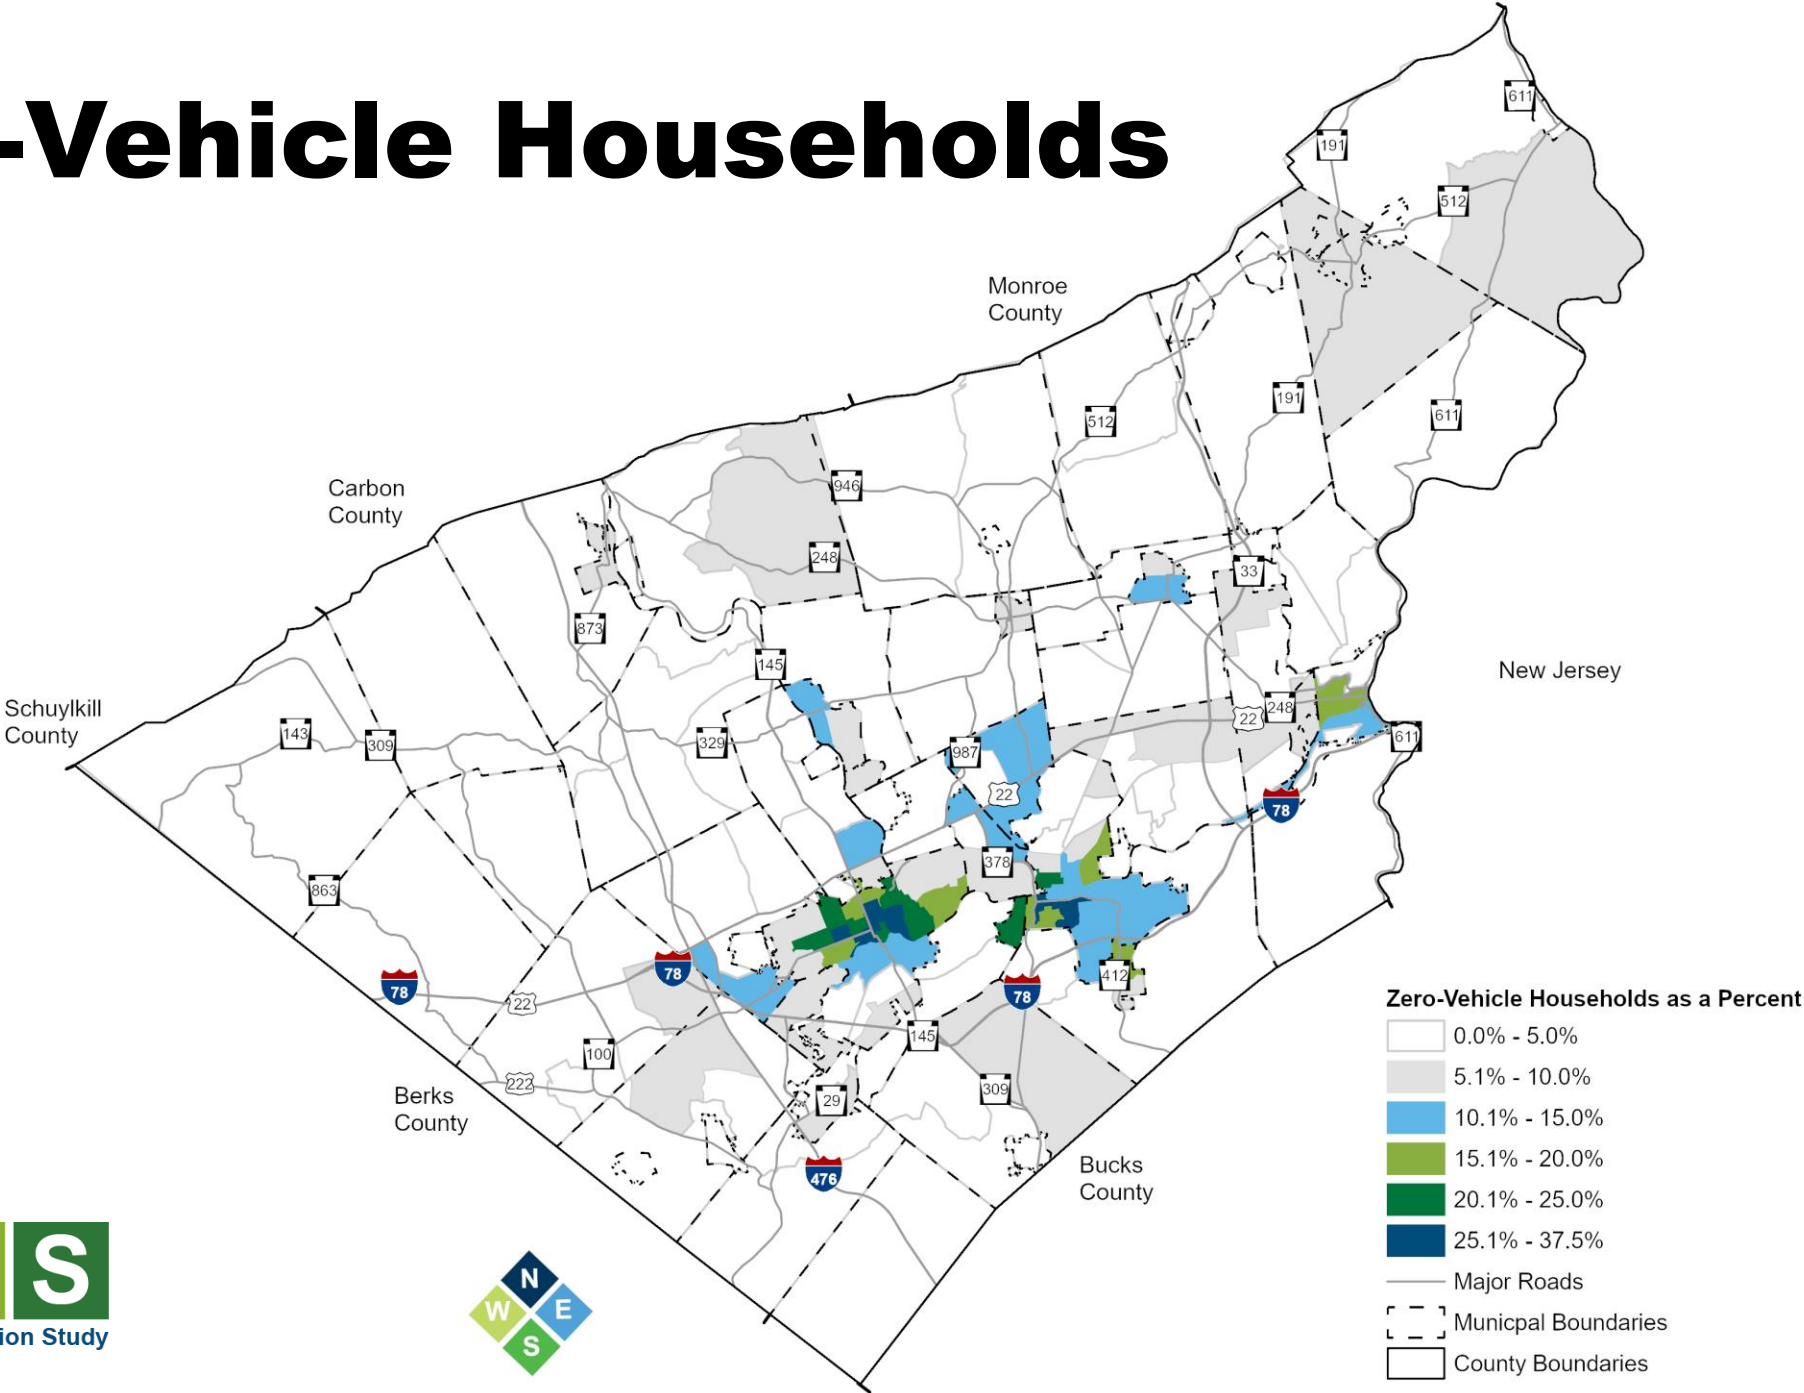 -Vehicle Households
611
191
512
Monroe
County
191
512
611
Carbon
County
946
248
33
873
145
New Jersey
Schuylkill
County
143
309
329
987
248
22
611
22
78
378
863
78
78
22
78
412
145
100
222
29
309
Berks
County
476
Bucks
County
Zero-Vehicle Households as a Percent
0.0% - 5.0%
5.1% - 10.0%
10.1% - 15.0%
15.1% - 20.0%
20.1% - 25.0%
25.1% - 37.5%
Major Roads
Municpal Boundaries
County Boundaries
S
ion Study
N
W E
S